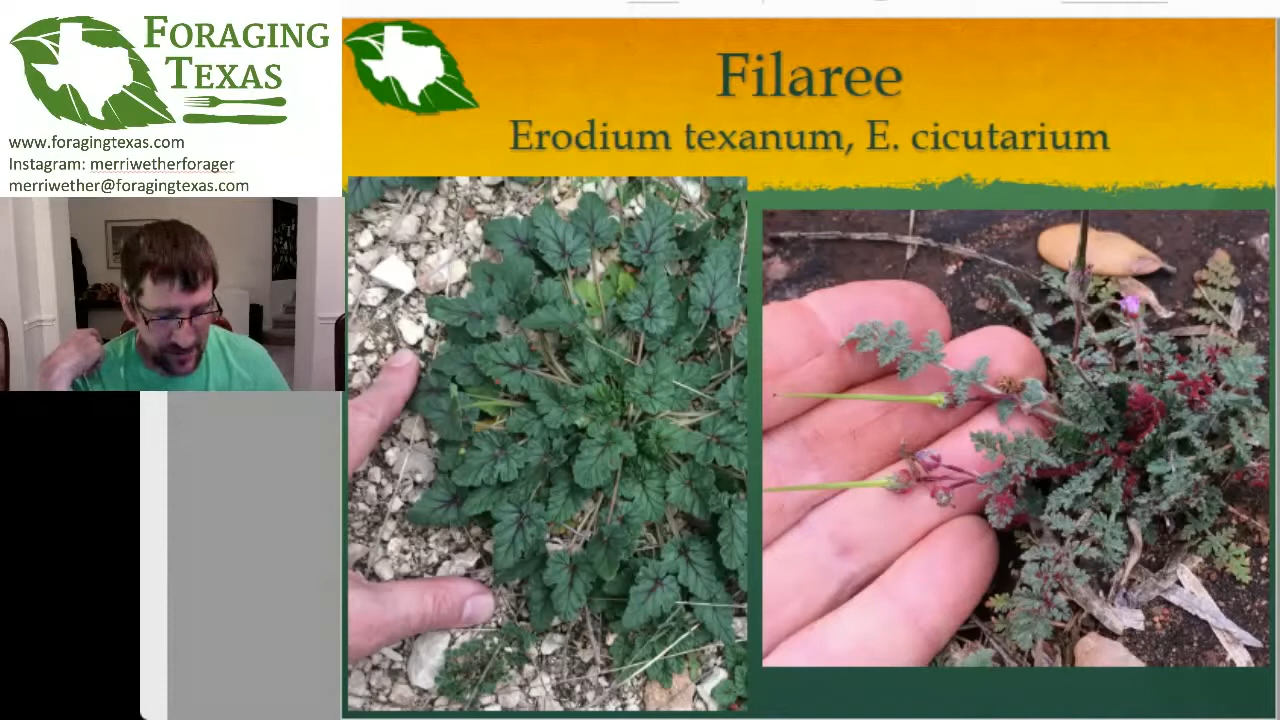 FORAGING
TEXAS
www.foragingtexas.com
Instagram: merriwetherforager
merriwether@foragingtexas.com
Filaree
Erodium texanum, E. cicutarium